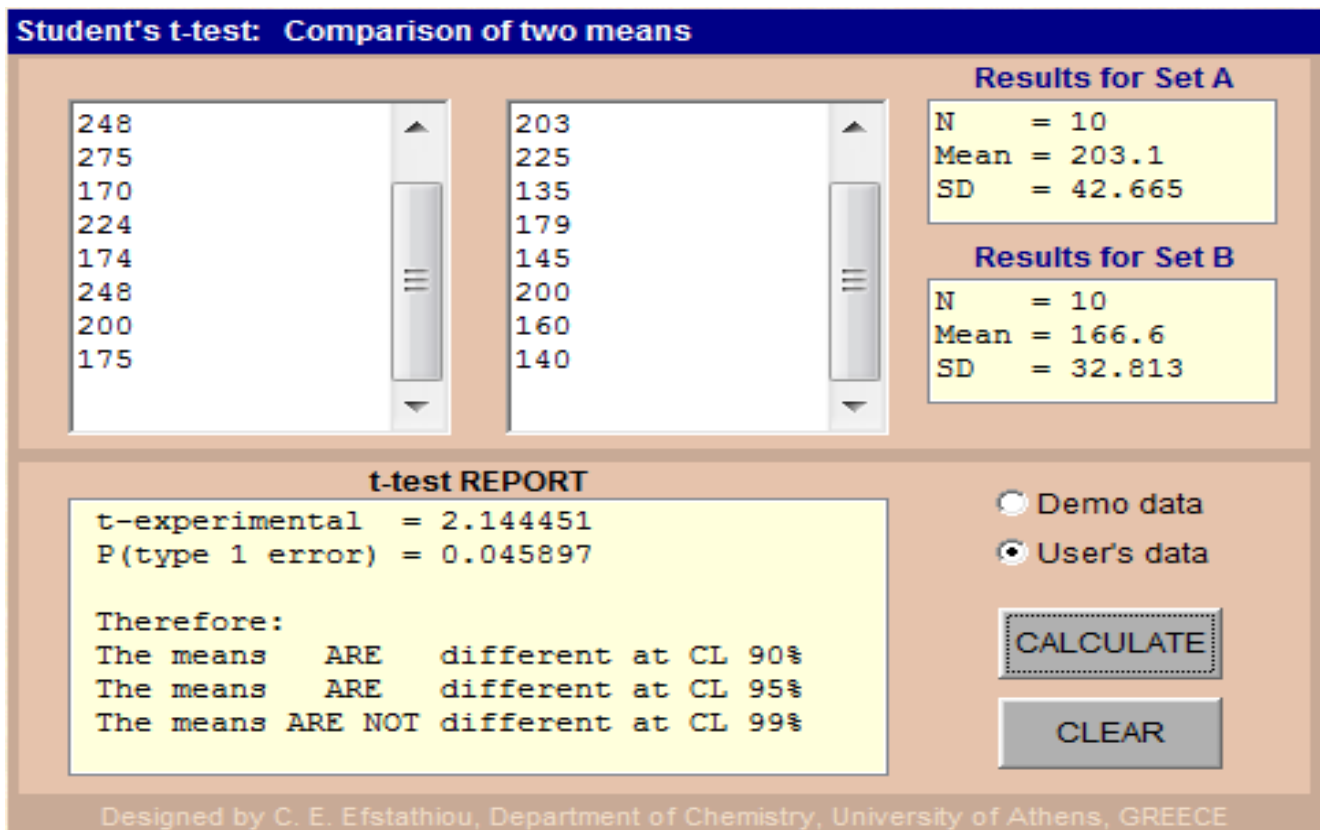 Student's t-test: Comparison of two means
248
275
170
224
174
248
200
175
203
225
135
179
145
200
160
140
Results for Set A
N = 10
Mean = 203.1
SD = 42.665
Results for Set B
N = 10
Mean = 166.6
SD = 32.813
t-test REPORT
t-experimental = 2.144451
P(type 1 error) = 0.045897
Therefore:
The means ARE different at CL 90%
The means ARE different at CL 95%
The means ARE NOT different at CL 99%
Demo data
User's data
CALCULATE
CLEAR
Designed by C. E. Efstathiou, Department of Chemistry, University of Athens, GREECE